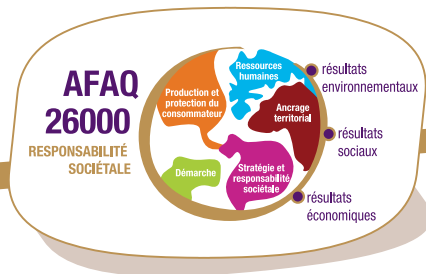 AFAQ
26000
RESPONSABILITÉ
SOCIÉTALE
Production et
protection du
consommateur
Ressources
humaines
Ancrage
territorial
Démarche
Stratégie et
responsabilité
sociétale
résultats
environnementaux
résultats
sociaux
résultats
économiques